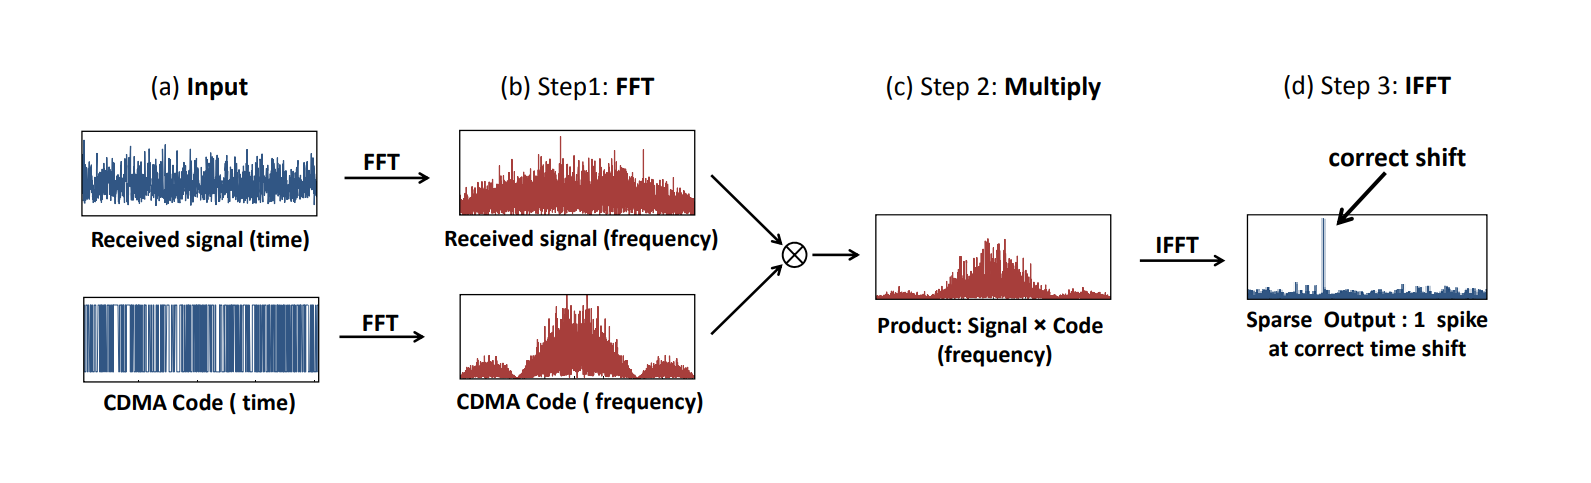 (a) Input
(b) Step1: FFT
(c) Step 2: Multiply
(d) Step 3: IFFT
FFT
Received signal (time)
Received signal (frequency)
FFT
CDMA Code ( time)
CDMA Code ( frequency)
Product: Signal × Code
(frequency)
IFFT
correct shift
Sparse Output : 1 spike
at correct time shift